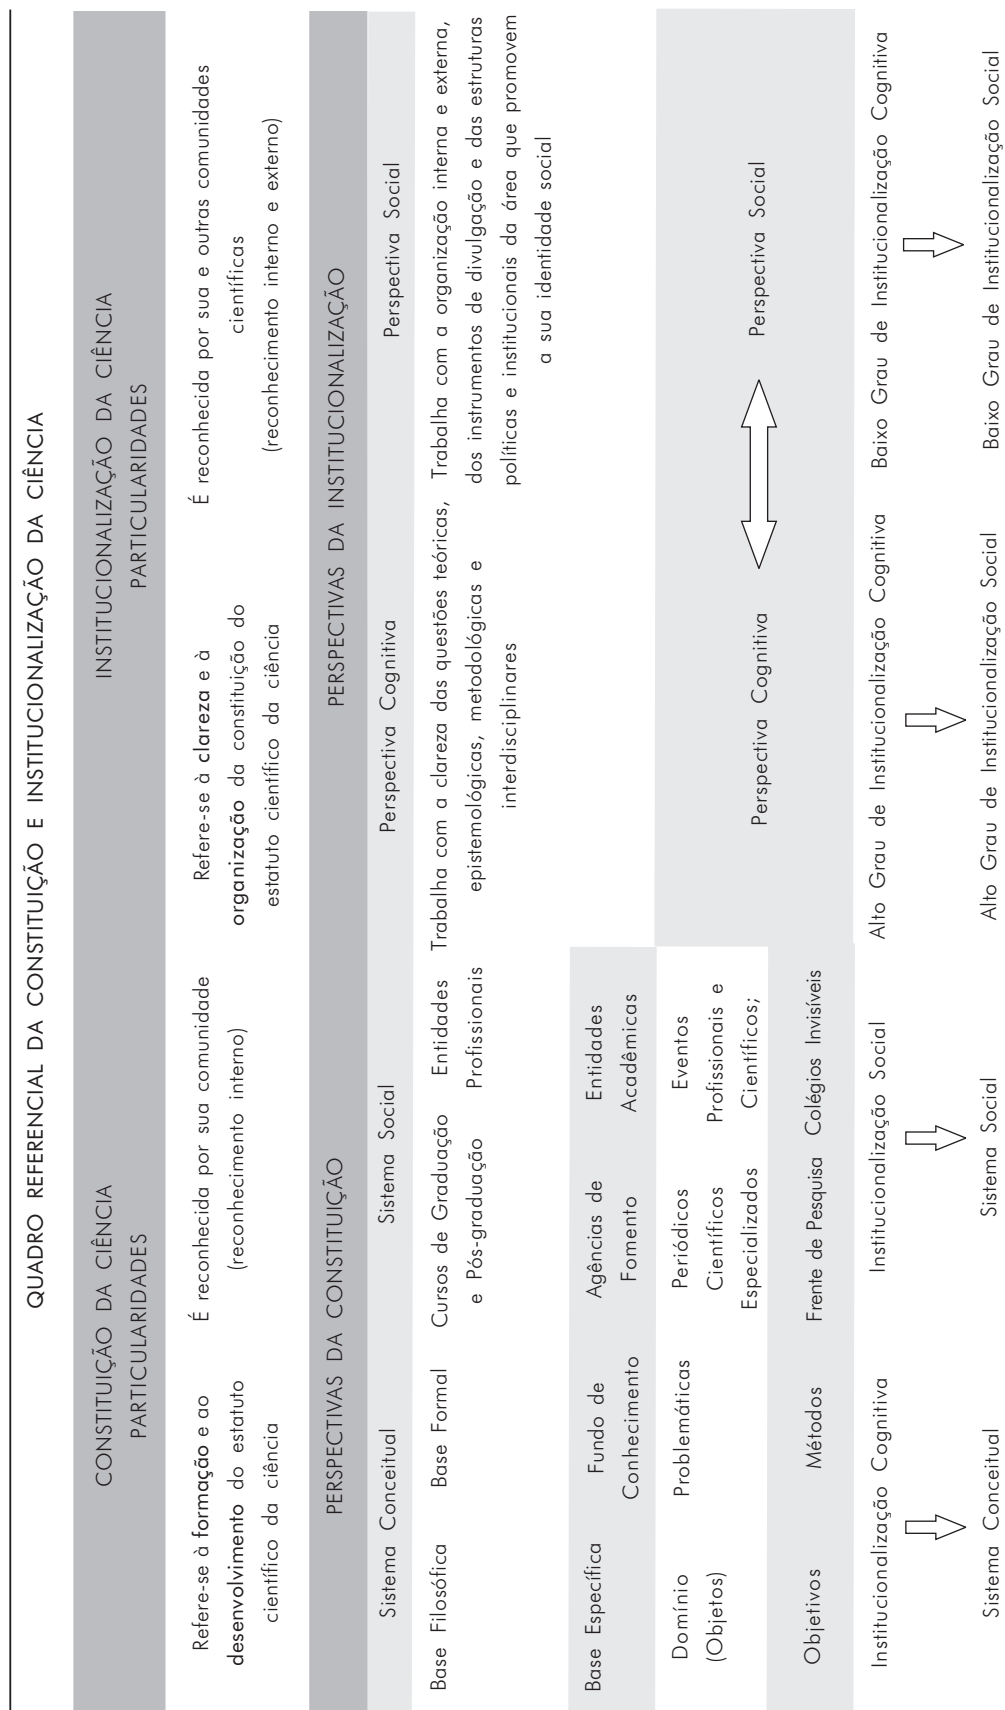 QUADRO REFERENCIAL DA CONSTITUIÇÃO E INSTITUCIONALIZAÇÃO DA CIÊNCIA
CONSTITUIÇÃO DA CIÊNCIA
PARTICULARIDADES
INSTITUCIONALIZAÇÃO DA CIÊNCIA
PARTICULARIDADES
Refere-se à formação e ao
desenvolvimento do estatuto
científico da ciência
É reconhecida por sua comunidade
(reconhecimento interno)
Refere-se à clareza e à
organização da constituição do
estatuto científico da ciência
É reconhecida por sua e outras comunidades
científicas
(reconhecimento interno e externo)
PERSPECTIVAS DA CONSTITUIÇÃO
PERSPECTIVAS DA INSTITUCIONALIZAÇÃO
Sistema Conceitual
Sistema Social
Perspectiva Cognitiva
Perspectiva Social
Base Filosófica
Base Formal
Cursos de Graduação
e Pós-graduação
Entidades
Profissionais
Trabalha com a clareza das questões teóricas,
epistemológicas, metodológicas e
interdisciplinares
Trabalha com a organização interna e externa,
dos instrumentos de divulgação e das estruturas
políticas e institucionais da área que promovem
a sua identidade social
Base Específica
Fundo de
Conhecimento
Agências de
Fomento
Entidades
Acadêmicas
Domínio
(Objetos)
Problemáticas
Periódicos
Científicos
Especializados
Eventos
Profissionais e
Científicos;
Perspectiva Cognitiva
Perspectiva Social
Objetivos
Métodos
Frente de Pesquisa
Colégios Invisíveis
Institucionalização Cognitiva
Institucionalização Social
Alto Grau de Institucionalização Cognitiva
Baixo Grau de Institucionalização Cognitiva
Sistema Conceitual
Sistema Social
Alto Grau de Institucionalização Social
Baixo Grau de Institucionalização Social